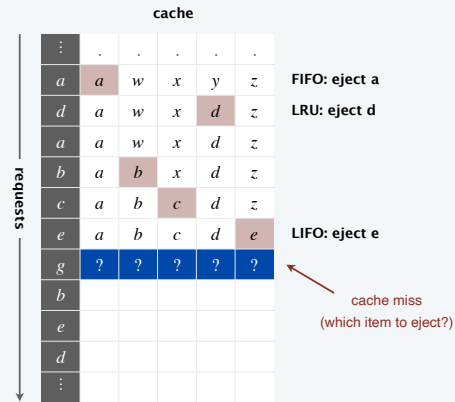 cache
⋮ . . . . .
a a w x y z FIFO: eject a
d a w x d z LRU: eject d
a a w x d z
b a b x d z
c a b c d z
e a b c d e LIFO: eject e
g ? ? ? ? ?
b
cache miss
e
(which item to eject?)
d
⋮
requests